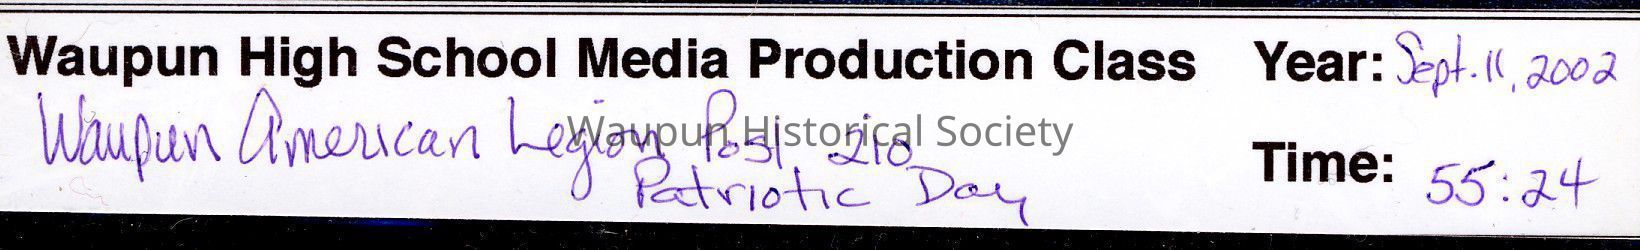 Waupun High School Media Production Class Year: Sept. 11, 2002
Waupun American Legion Post 210
Waupun Historical Society
Patriotic Day
Time: 55:24